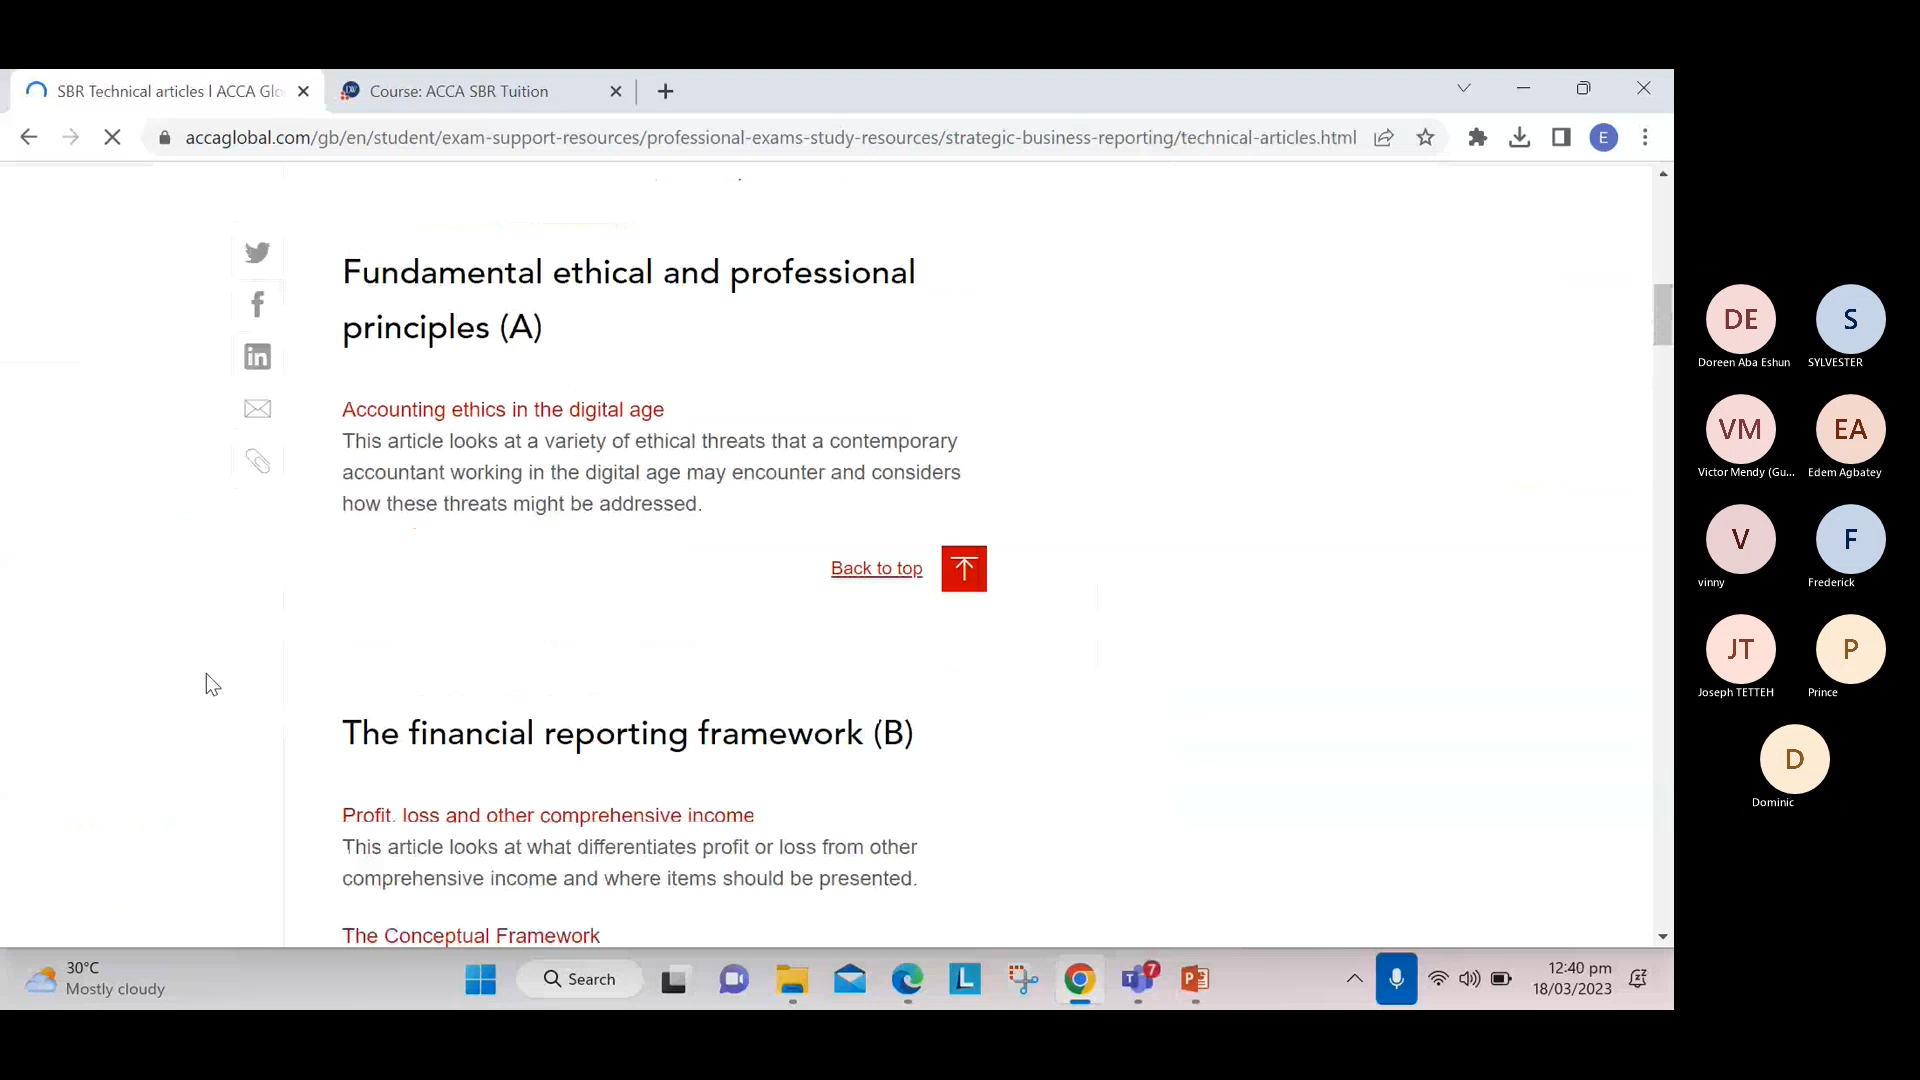 SBR Technical articles | ACCA Glo
Course: ACCA SBR Tuition
accaglobal.com/gb/en/student/exam-support-resources/professional-exams-study-resources/strategic-business-reporting/technical-articles.html
E
Fundamental ethical and professional
principles (A)
Accounting ethics in the digital age
This article looks at a variety of ethical threats that a contemporary
accountant working in the digital age may encounter and considers
how these threats might be addressed.
Back to top
The financial reporting framework (B)
Profit, loss and other comprehensive income
This article looks at what differentiates profit or loss from other
comprehensive income and where items should be presented.
The Conceptual Framework
DE
S
Doreen Aba Eshun
SYLVESTER
VM
EA
Victor Mendy (Gu...
Edem Agbatey
V
F
vinny
Frederick
JT
P
Joseph TETTEH
Prince
D
Dominic
30°C
Mostly cloudy
Search
L
7
12:40 pm
18/03/2023